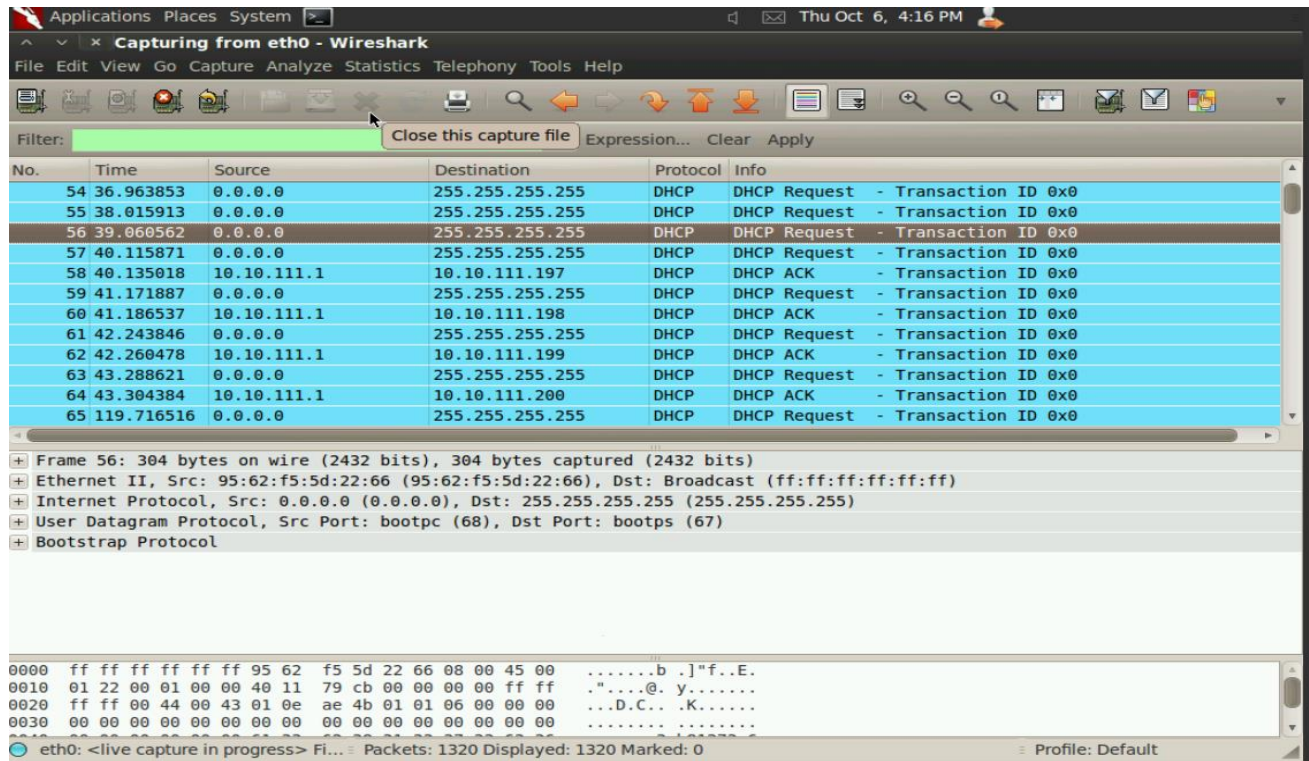 Applications Places System Thu Oct 6, 4:16 PM
Capturing from eth0 - Wireshark
File Edit View Go Capture Analyze Statistics Telephony Tools Help
Filter: Close this capture file Expression... Clear Apply
No. Time Source Destination Protocol Info
54 36.963853 0.0.0.0 255.255.255.255 DHCP DHCP Request - Transaction ID 0x0
55 38.015913 0.0.0.0 255.255.255.255 DHCP DHCP Request - Transaction ID 0x0
56 39.060562 0.0.0.0 255.255.255.255 DHCP DHCP Request - Transaction ID 0x0
57 40.115871 0.0.0.0 255.255.255.255 DHCP DHCP Request - Transaction ID 0x0
58 40.135018 10.10.111.1 10.10.111.197 DHCP DHCP ACK - Transaction ID 0x0
59 41.171887 0.0.0.0 255.255.255.255 DHCP DHCP Request - Transaction ID 0x0
60 41.186537 10.10.111.1 10.10.111.198 DHCP DHCP ACK - Transaction ID 0x0
61 42.243846 0.0.0.0 255.255.255.255 DHCP DHCP Request - Transaction ID 0x0
62 42.260478 10.10.111.1 10.10.111.199 DHCP DHCP ACK - Transaction ID 0x0
63 43.288621 0.0.0.0 255.255.255.255 DHCP DHCP Request - Transaction ID 0x0
64 43.304384 10.10.111.1 10.10.111.200 DHCP DHCP ACK - Transaction ID 0x0
65 119.716516 0.0.0.0 255.255.255.255 DHCP DHCP Request - Transaction ID 0x0
Frame 56: 304 bytes on wire (2432 bits), 304 bytes captured (2432 bits)
Ethernet II, Src: 95:62:f5:5d:22:66 (95:62:f5:5d:22:66), Dst: Broadcast (ff:ff:ff:ff:ff:ff)
Internet Protocol, Src: 0.0.0.0 (0.0.0.0), Dst: 255.255.255.255 (255.255.255.255)
User Datagram Protocol, Src Port: bootpc (68), Dst Port: bootps (67)
Bootstrap Protocol
0000 ff ff ff ff ff ff 95 62 f5 5d 22 66 08 00 45 00 .......b .]"f..E.
0010 01 22 00 01 00 00 40 11 79 cb 00 00 00 00 ff ff ."....@. y.......
0020 ff ff 00 44 00 43 01 0e ae 4b 01 01 06 00 00 00 ...D.C.. .K......
0030 00 00 00 00 00 00 00 00 00 00 00 00 00 00 00 00 ........ ........
eth0: <live capture in progress> Fi... Packets: 1320 Displayed: 1320 Marked: 0 Profile: Default